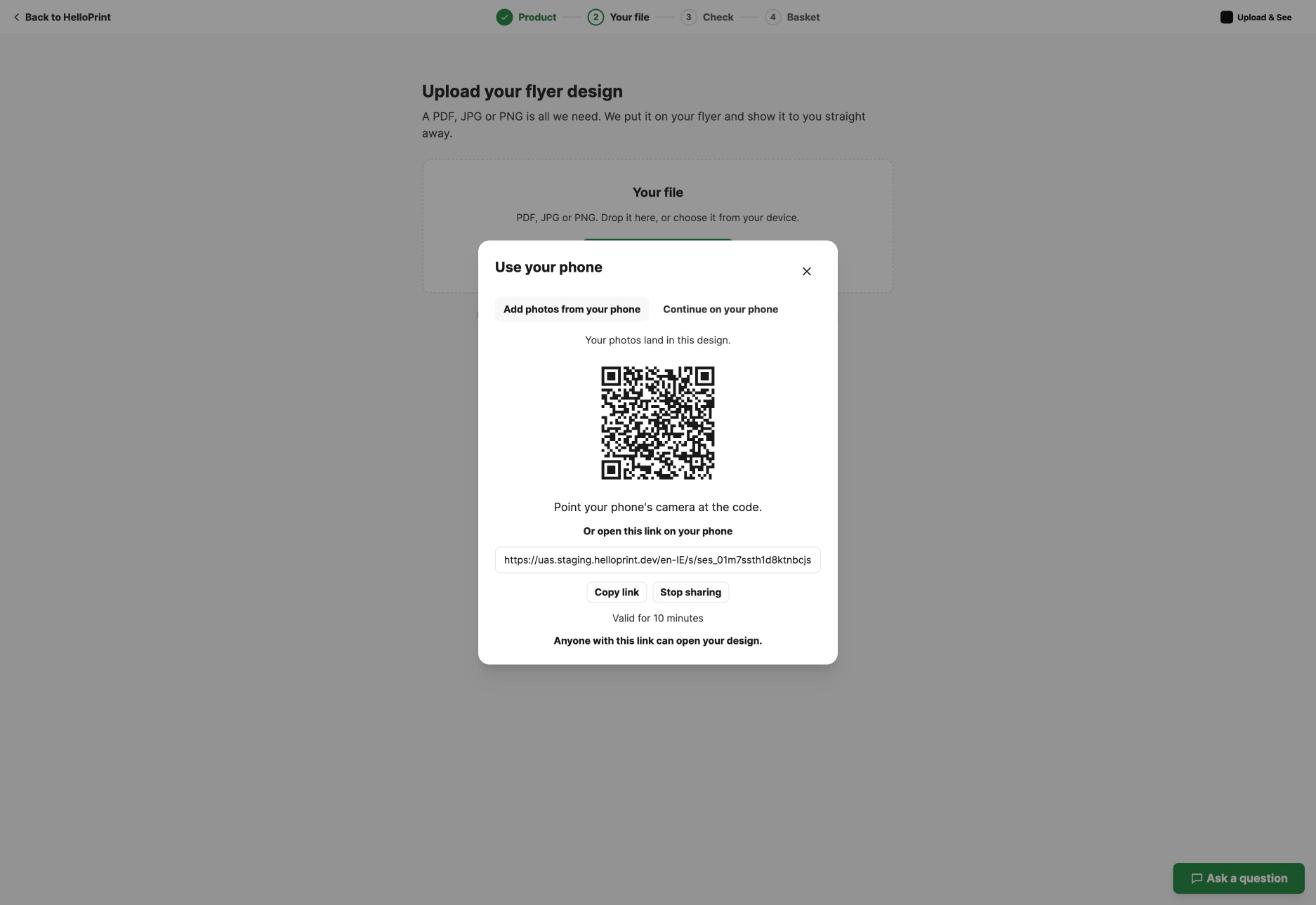 Back to HelloPrint
Product
2 Your file
3 Check
4 Basket
Upload & See
Upload your flyer design
A PDF, JPG or PNG is all we need. We put it on your flyer and show it to you straight
away.
Your file
PDF, JPG or PNG. Drop it here, or choose it from your device.
Use your phone
Add photos from your phone
Continue on your phone
Your photos land in this design.
Point your phone's camera at the code.
Or open this link on your phone
https://uas.staging.helloprint.dev/en-IE/s/ses_01m7ssth1d8ktnbcjs
Copy link
Stop sharing
Valid for 10 minutes
Anyone with this link can open your design.
Ask a question